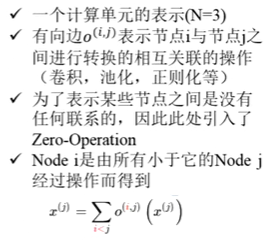 ✓ 一个计算单元的表示(N=3)
✓ 有向边o^{(i,j)}表示节点i与节点j之
间进行转换的相互关联的操作
（卷积，池化，正则化等）
✓ 为了表示某些节点之间是没有
任何联系的，因此此处引入了
Zero-Operation
✓ Node i是由所有小于它的Node j
经过操作而得到
x^{(j)} = ∑_{i<j} o^{(i,j)} (x^{(j)})